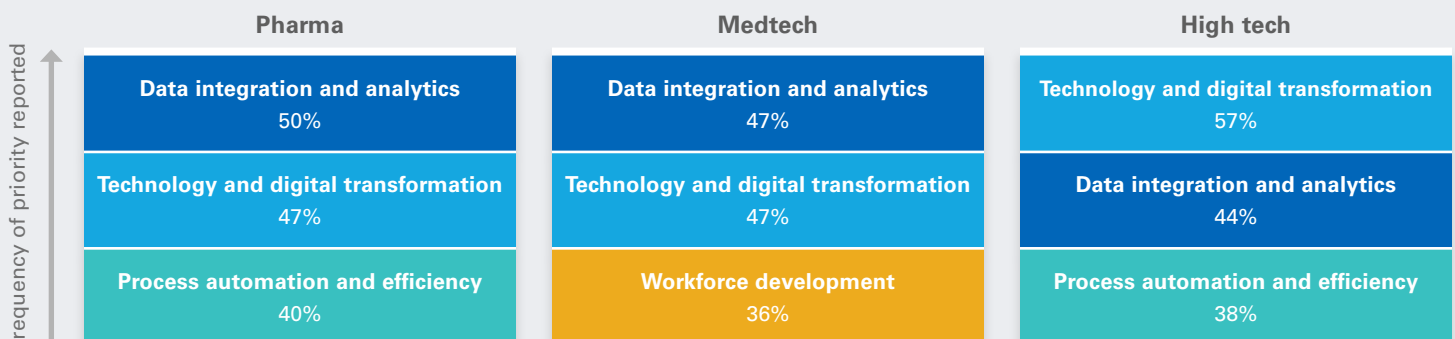 Pharma
Medtech
High tech
requency of priority reported
Data integration and analytics
50%
Technology and digital transformation
47%
Process automation and efficiency
40%
Data integration and analytics
47%
Technology and digital transformation
47%
Workforce development
36%
Technology and digital transformation
57%
Data integration and analytics
44%
Process automation and efficiency
38%